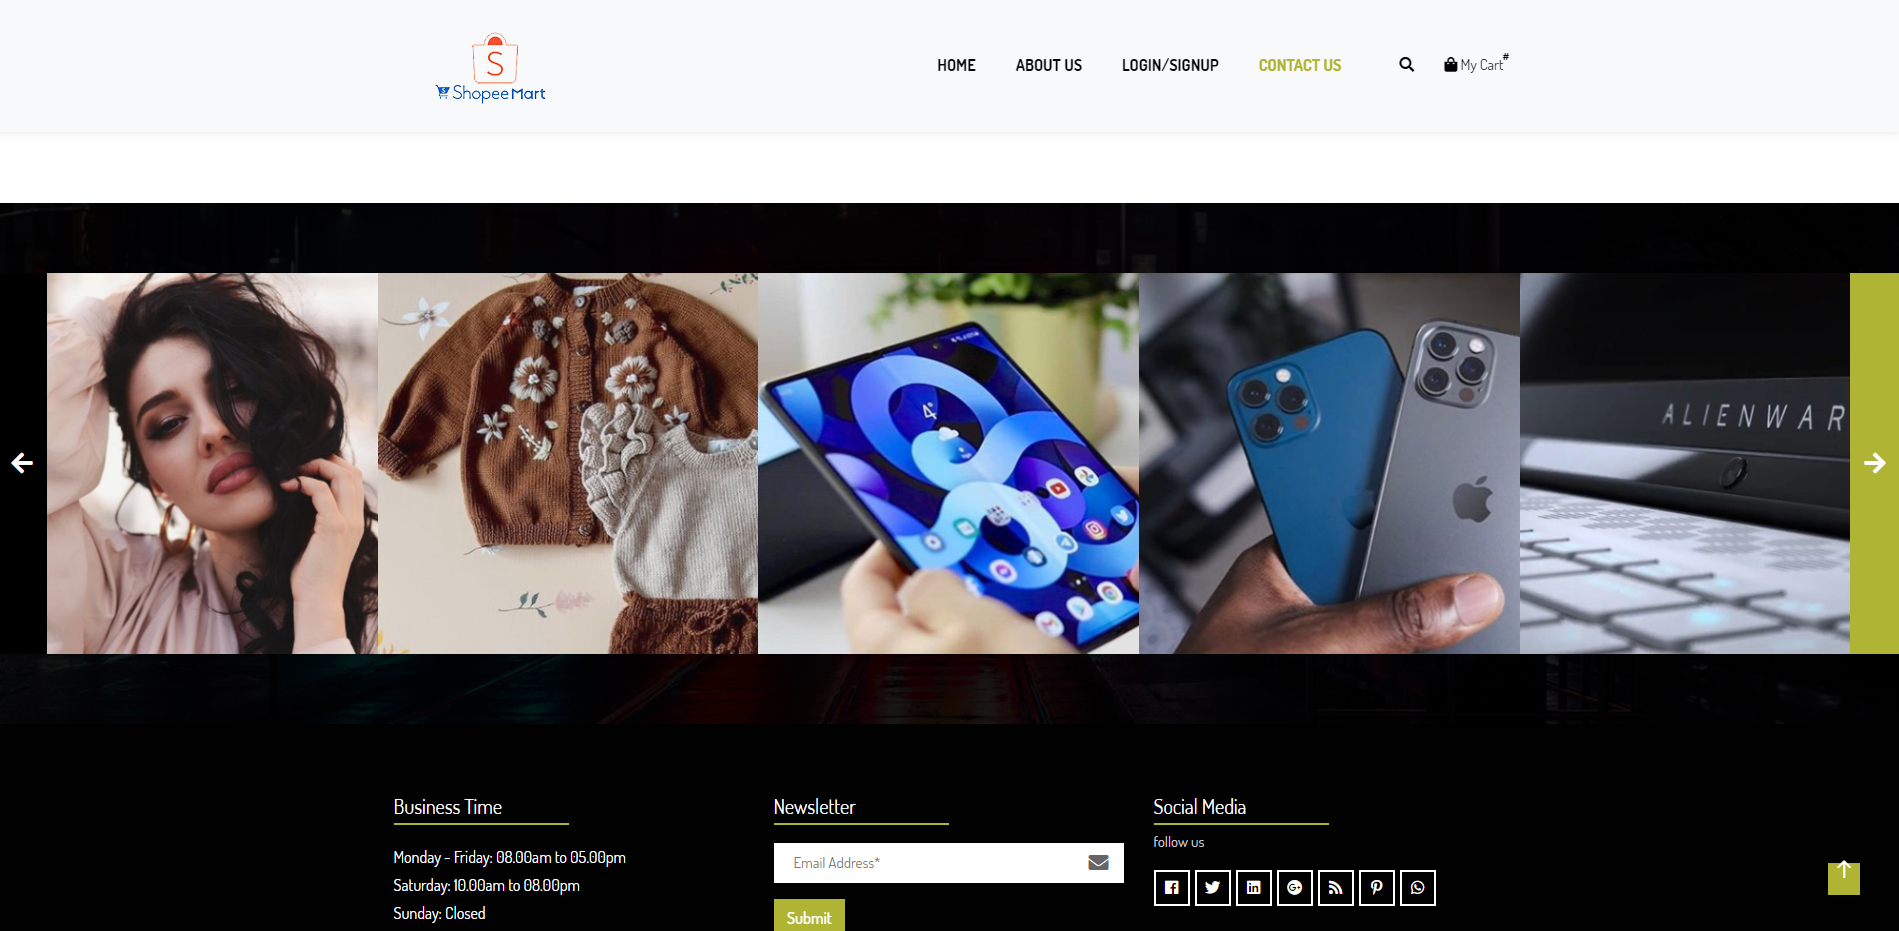 S
ShopeeMart
HOME
ABOUT US
LOGIN/SIGNUP
CONTACT US
My Cart#
4°
ALIENWAR
Business Time
Monday - Friday: 08.00am to 05.00pm
Saturday: 10.00am to 08.00pm
Sunday: Closed
Newsletter
Email Address*
Submit
Social Media
follow us